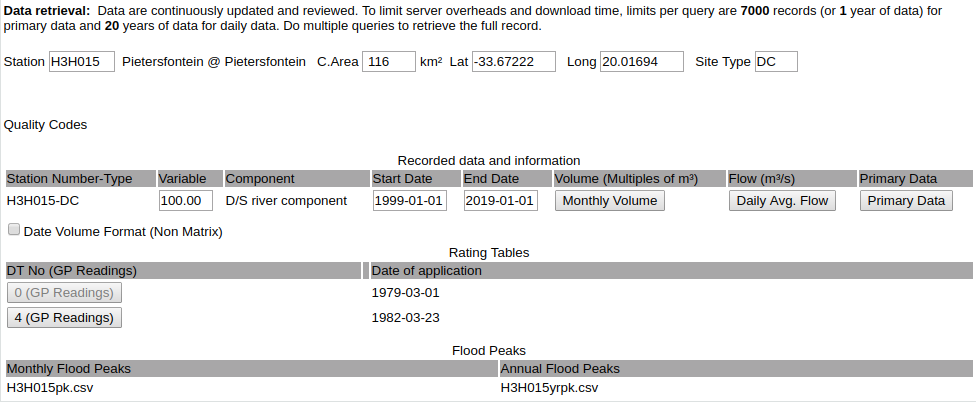 Data retrieval:  Data are continuously updated and reviewed. To limit server overheads and download time, limits per query are 7000 records (or 1 year of data) for
primary data and 20 years of data for daily data. Do multiple queries to retrieve the full record.
Station H3H015 Pietersfontein @ Pietersfontein C.Area 116 km² Lat -33.67222 Long 20.01694 Site Type DC
Quality Codes
Recorded data and information
Station Number-Type Variable Component Start Date End Date Volume (Multiples of m³) Flow (m³/s) Primary Data
H3H015-DC 100.00 D/S river component 1999-01-01 2019-01-01 Monthly Volume Daily Avg. Flow Primary Data
Date Volume Format (Non Matrix)
Rating Tables
DT No (GP Readings) Date of application
0 (GP Readings) 1979-03-01
4 (GP Readings) 1982-03-23
Flood Peaks
Monthly Flood Peaks Annual Flood Peaks
H3H015pk.csv H3H015yrpk.csv